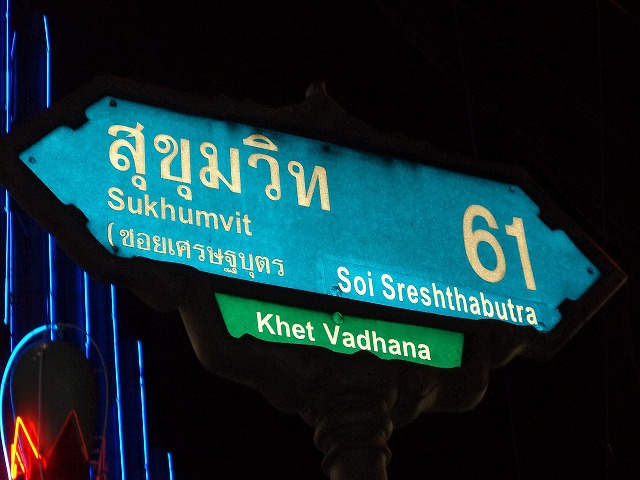 สุขุมวิท 61
Sukhumvit
(ซอยเศรษฐบุตร Soi Sreshthabutra
Khet Vadhana